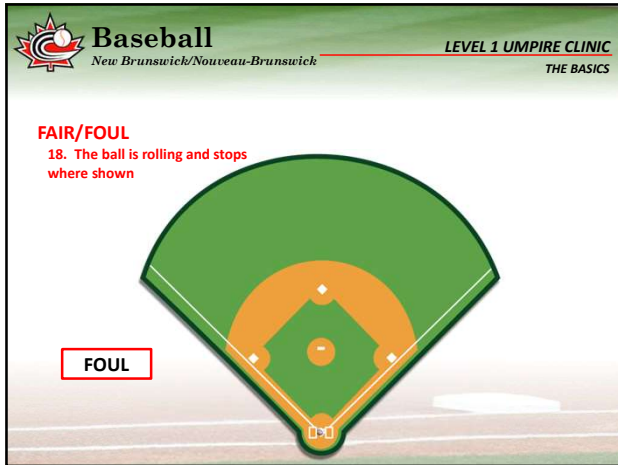 Baseball
New Brunswick/Nouveau-Brunswick
LEVEL 1 UMPIRE CLINIC
THE BASICS
FAIR/FOUL
18. The ball is rolling and stops
where shown
FOUL